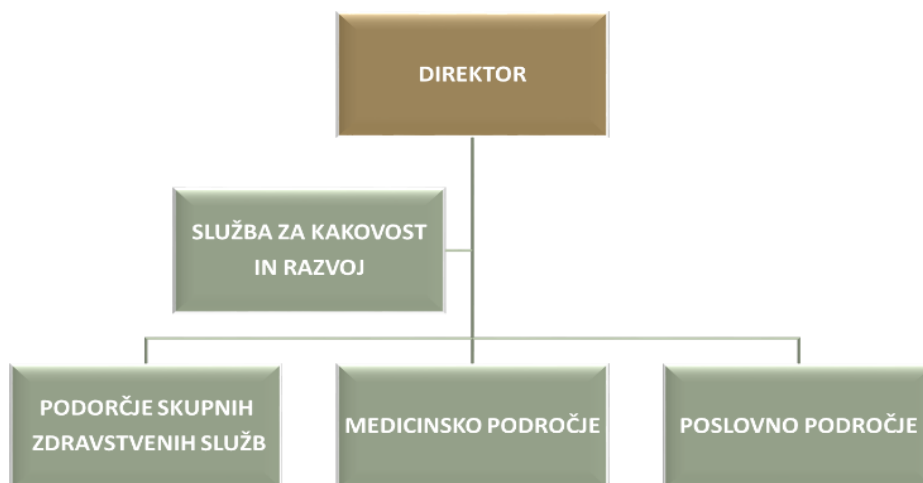 DIREKTOR
SLUŽBA ZA KAKOVOST
IN RAZVOJ
PODORČJE SKUPNIH
ZDRAVSTVENIH SLUŽB
MEDICINSKO PODROČJE
POSLOVNO PODROČJE